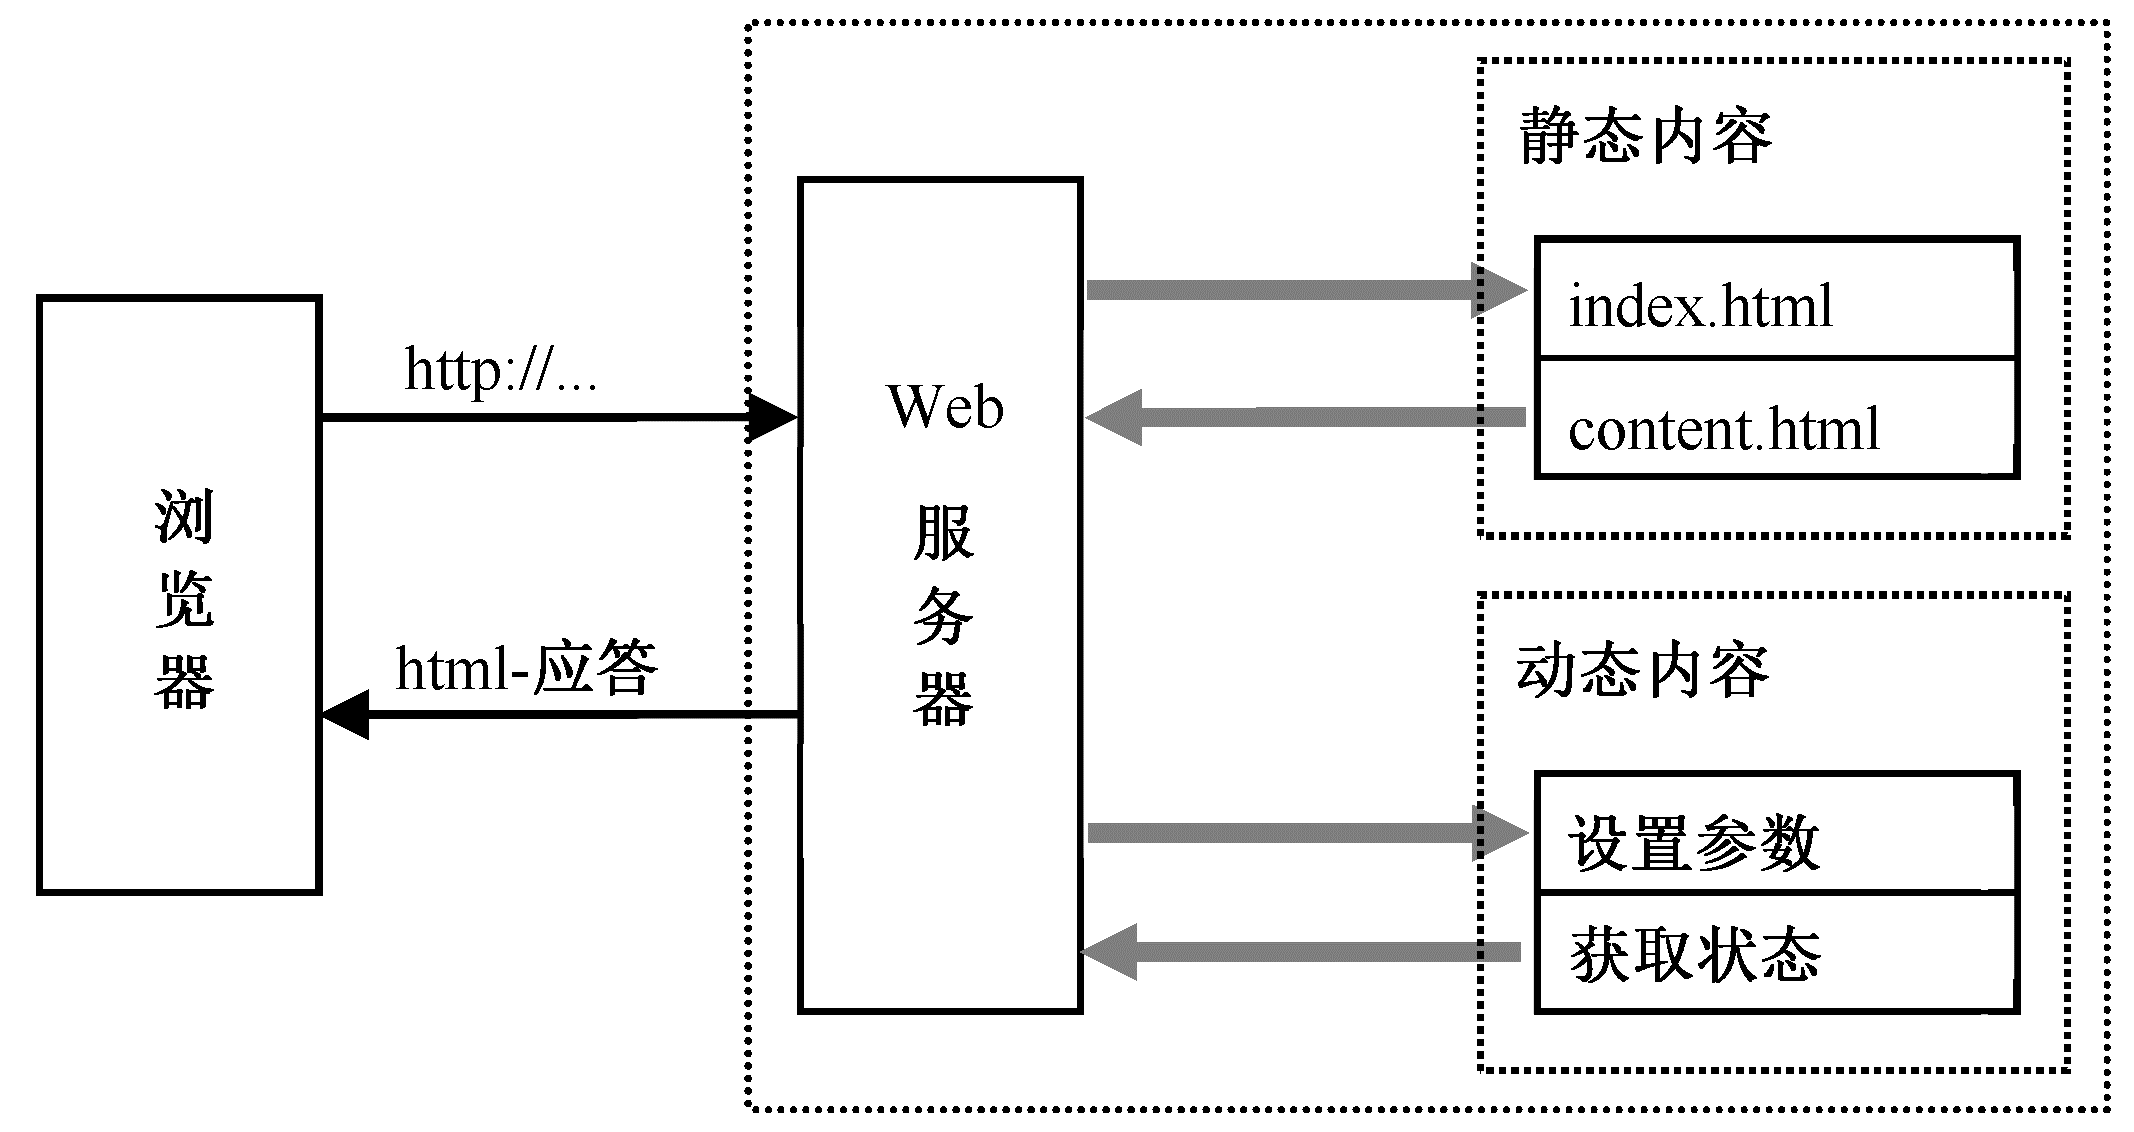 浏览器
http://...
html-应答
Web
服务器
静态内容
index.html
content.html
动态内容
设置参数
获取状态